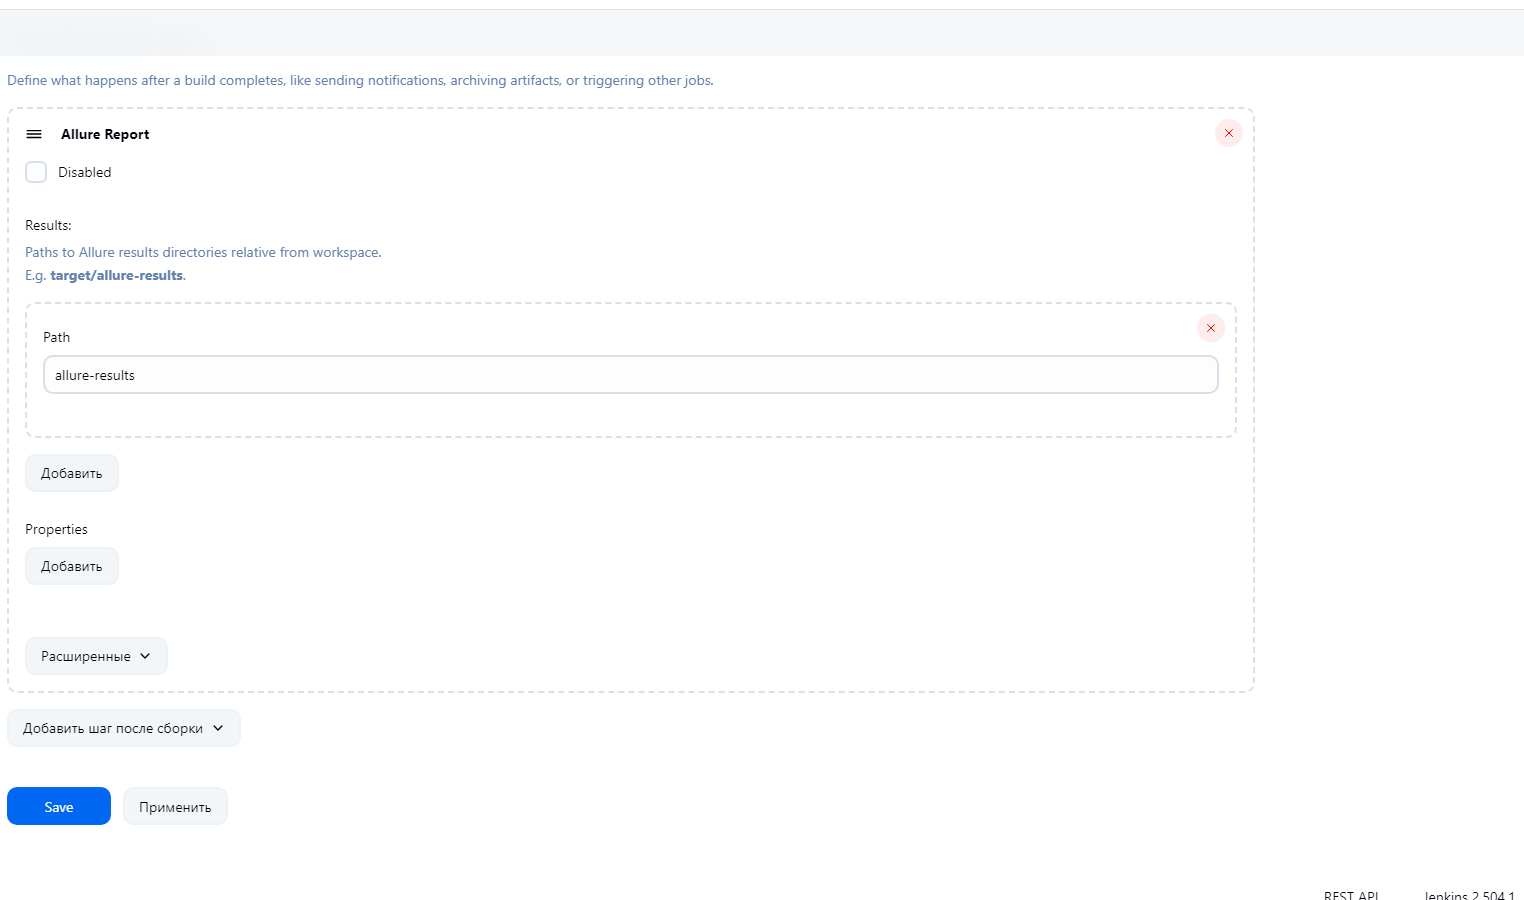 Define what happens after a build completes, like sending notifications, archiving artifacts, or triggering other jobs.
Allure Report
Disabled
Results:
Paths to Allure results directories relative from workspace.
E.g. target/allure-results.
Path
allure-results
Добавить
Properties
Добавить
Расширенные
Добавить шаг после сборки
Save
Применить
REST API
Jenkins 2.504.1